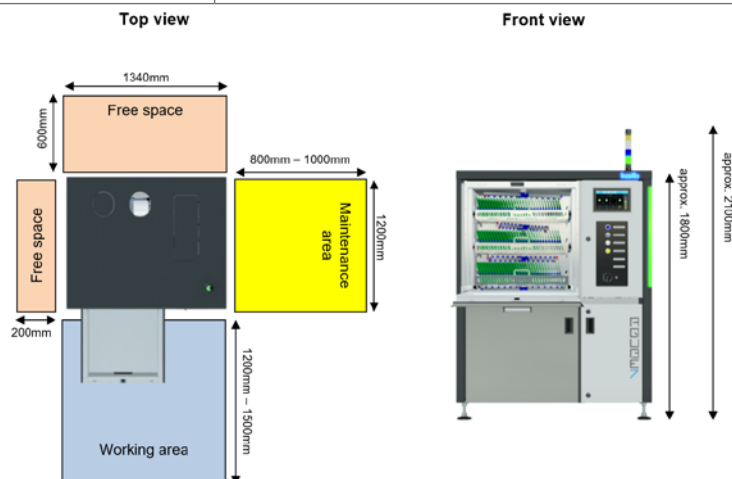 Top view
Front view
1340mm
Free space
600mm
800mm – 1000mm
Free space
Maintenance
area
1200mm
200mm
1200mm – 1500mm
Working area
approx. 1800mm
approx. 2100mm